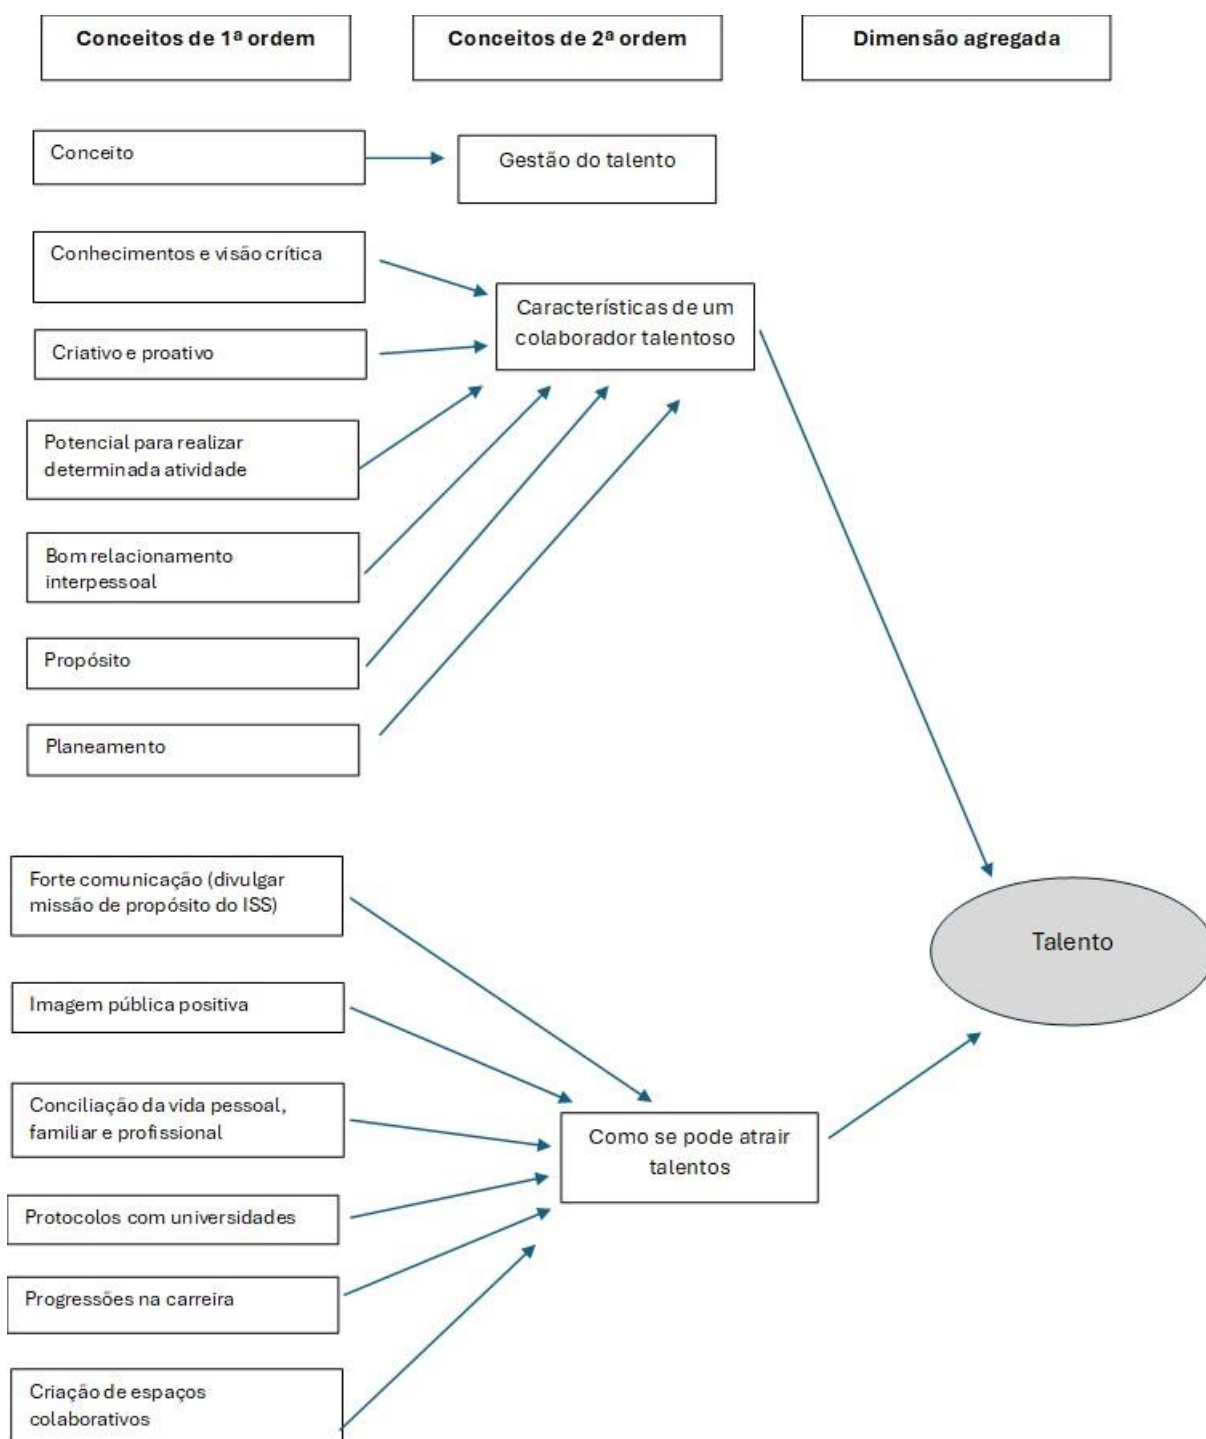 Conceitos de 1ª ordem
Conceitos de 2ª ordem
Dimensão agregada
Conceito
Gestão do talento
Conhecimentos e visão crítica
Características de um
colaborador talentoso
Criativo e proativo
Potencial para realizar
determinada atividade
Bom relacionamento
interpessoal
Propósito
Planeamento
Forte comunicação (divulgar
missão de propósito do ISS)
Talento
Imagem pública positiva
Conciliação da vida pessoal,
familiar e profissional
Como se pode atrair
talentos
Protocolos com universidades
Progressões na carreira
Criação de espaços
colaborativos